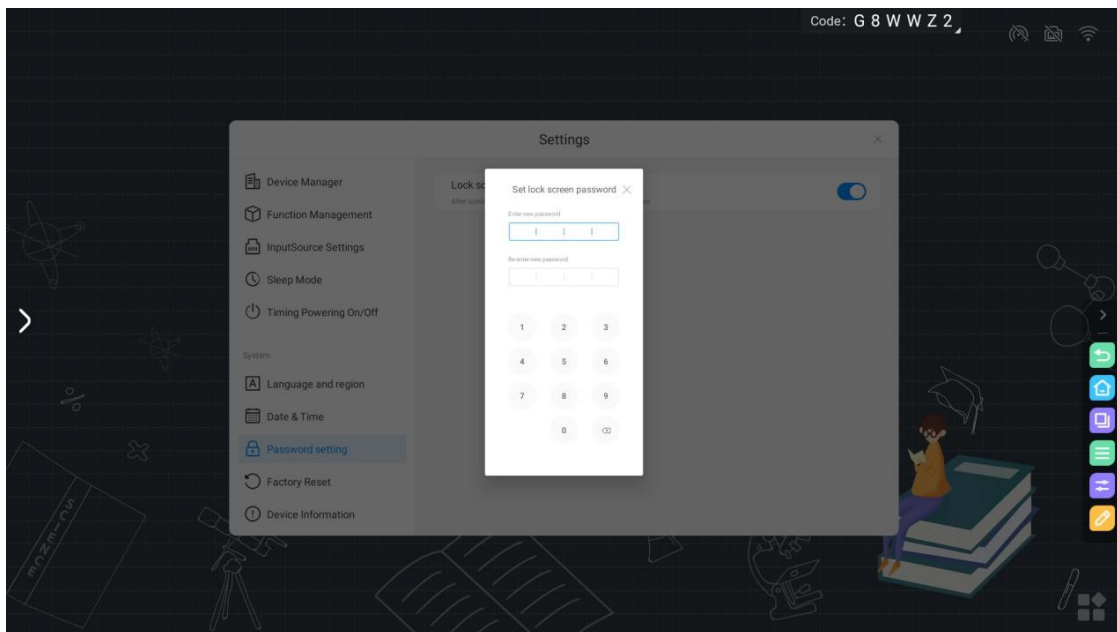 Code: G 8 W W Z 2
Settings
Device Manager
Function Management
InputSource Settings
Sleep Mode
Timing Powering On/Off
System
Language and region
Date & Time
Password setting
Factory Reset
Device Information
Lock
Set lock screen password
Enter new password
Re-enter new password
1 2 3
4 5 6
7 8 9
0
SCIENCE